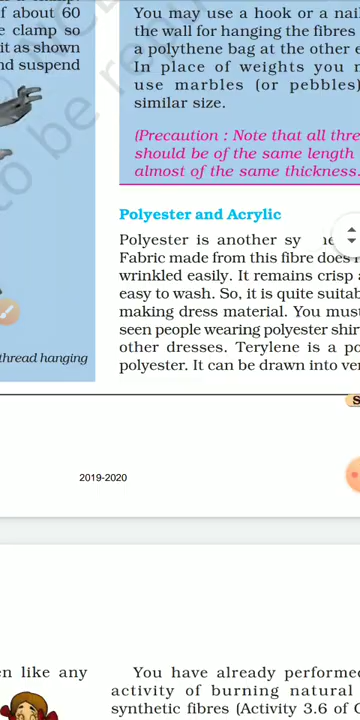 f about 60
e clamp so
it as shown
nd suspend
thread hanging
You may use a hook or a nail
the wall for hanging the fibres
a polythene bag at the other e
In place of weights you m
use marbles (or pebbles)
similar size.
(Precaution : Note that all thre
should be of the same length
almost of the same thickness.
Polyester and Acrylic
Polyester is another sy
Fabric made from this fibre does
wrinkled easily. It remains crisp a
easy to wash. So, it is quite suitab
making dress material. You must
seen people wearing polyester shir
other dresses. Terylene is a po
polyester. It can be drawn into ver
2019-2020
en like any
You have already performed
activity of burning natural
synthetic fibres (Activity 3.6 of C